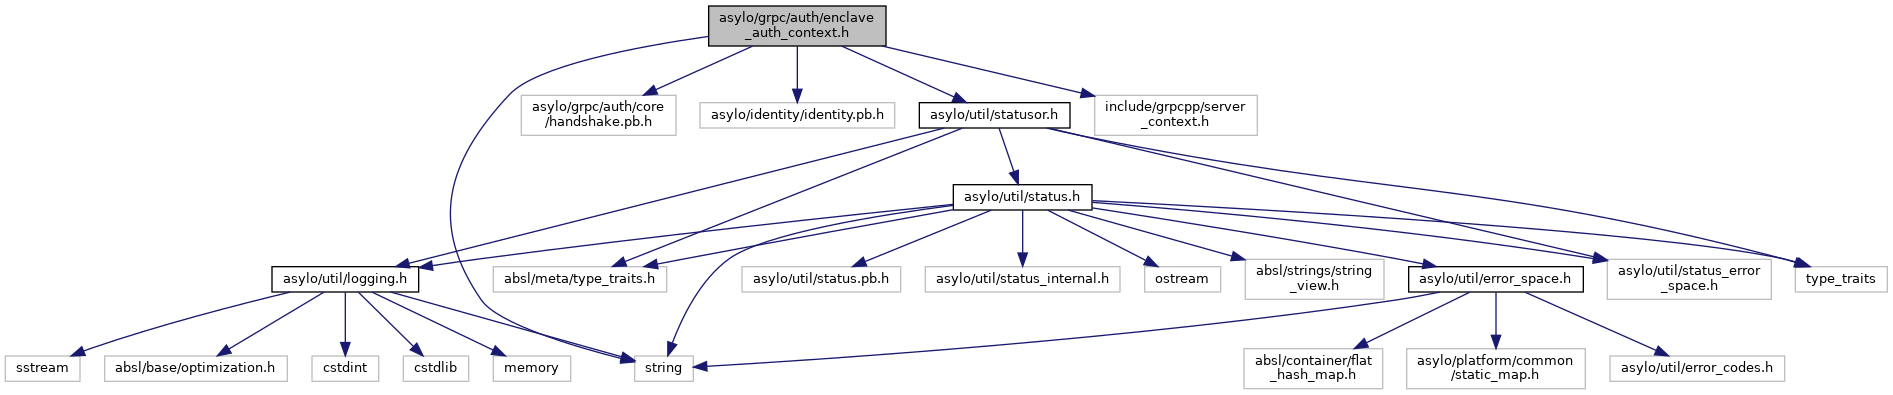 asylo/grpc/auth/enclave
_auth_context.h
asylo/grpc/auth/core
/handshake.pb.h
asylo/identity/identity.pb.h
asylo/util/statusor.h
include/grpcpp/server
_context.h
asylo/util/status.h
asylo/util/logging.h
absl/meta/type_traits.h
asylo/util/status.pb.h
asylo/util/status_internal.h
ostream
absl/strings/string
_view.h
asylo/util/error_space.h
asylo/util/status_error
_space.h
type_traits
sstream
absl/base/optimization.h
cstdint
cstdlib
memory
string
absl/container/flat
_hash_map.h
asylo/platform/common
/static_map.h
asylo/util/error_codes.h